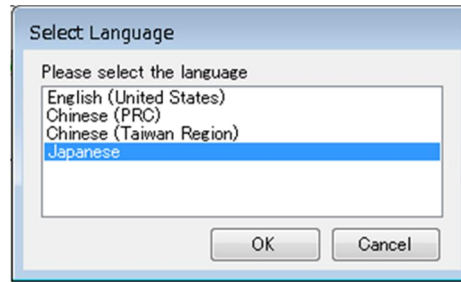 Select Language
Please select the language
English (United States)
Chinese (PRC)
Chinese (Taiwan Region)
Japanese
OK
Cancel